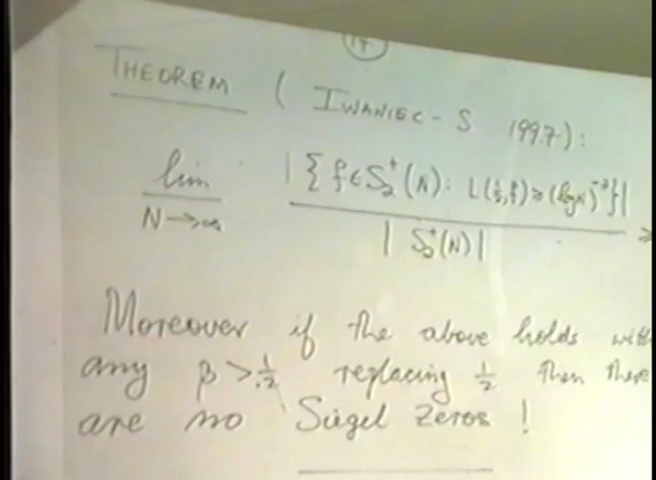 17
THEOREM ( IWANIEC - S 1997):
lim |{f∈S₂⁺(N): L(½,f) ≥ (log N)⁻²}| ≥
N→∞ |S₂⁺(N)|
Moreover if the above holds with
any β > ½ replacing ½ then there
are no Siegel Zeros !